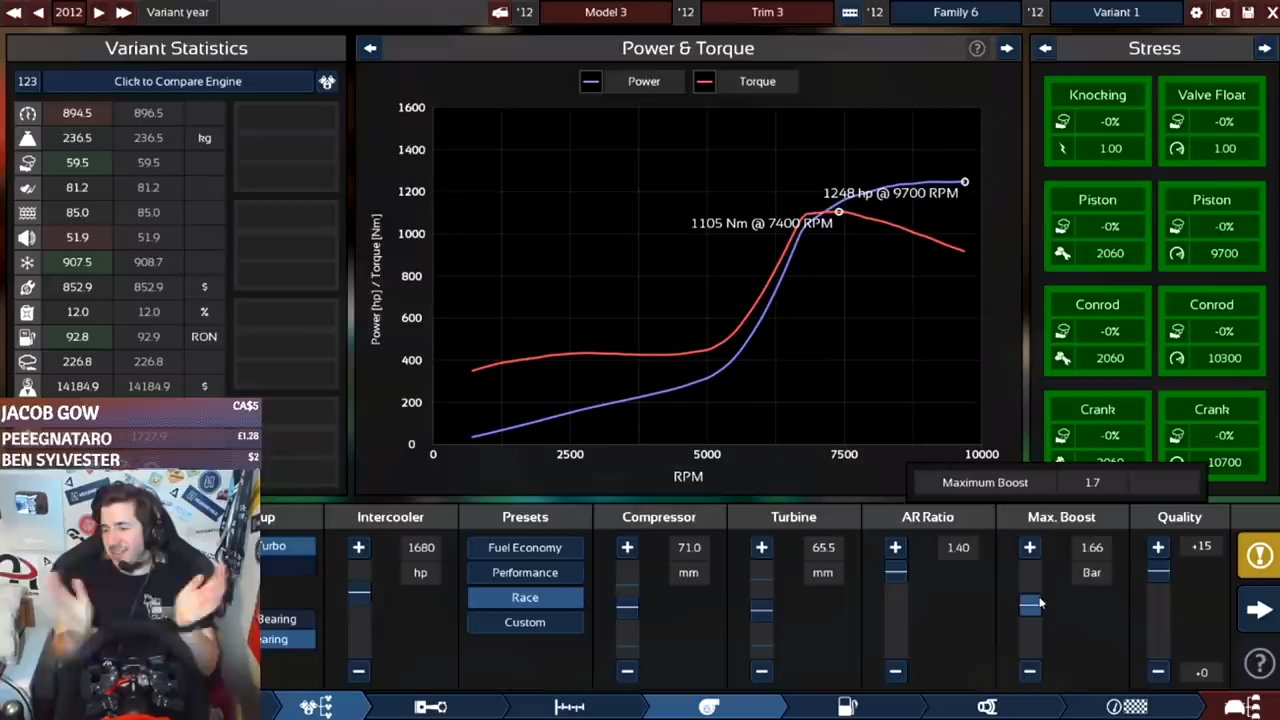 2012
Variant year
'12
Model 3
'12
Trim 3
'12
Family 6
'12
Variant 1
Variant Statistics
123
Click to Compare Engine
894.5 896.5
236.5 236.5 kg
59.5 59.5
81.2 81.2
85.0 85.0
51.9 51.9
907.5 908.7
852.9 852.9 $
12.0 12.0 %
92.8 92.9 RON
226.8 226.8
14184.9 14184.9 $
JACOB GOW CA$5
PEEEGNATARO £1.28
BEN SYLVESTER $2
Power & Torque
?
Power
Torque
Power [hp] / Torque [Nm]
1600
1400
1200
1000
800
600
400
200
0
1248 hp @ 9700 RPM
1105 Nm @ 7400 RPM
0 2500 5000 7500 10000
RPM
Stress
Knocking Valve Float
-0% -0%
1.00 1.00
Piston Piston
-0% -0%
2060 9700
Conrod Conrod
-0% -0%
2060 10300
Crank Crank
-0% -0%
10700
Maximum Boost 1.7
Intercooler
1680
hp
Presets
Fuel Economy
Performance
Race
Custom
Compressor
71.0
mm
Turbine
65.5
mm
AR Ratio
1.40
Max. Boost
1.66
Bar
Quality
+15
+0
?